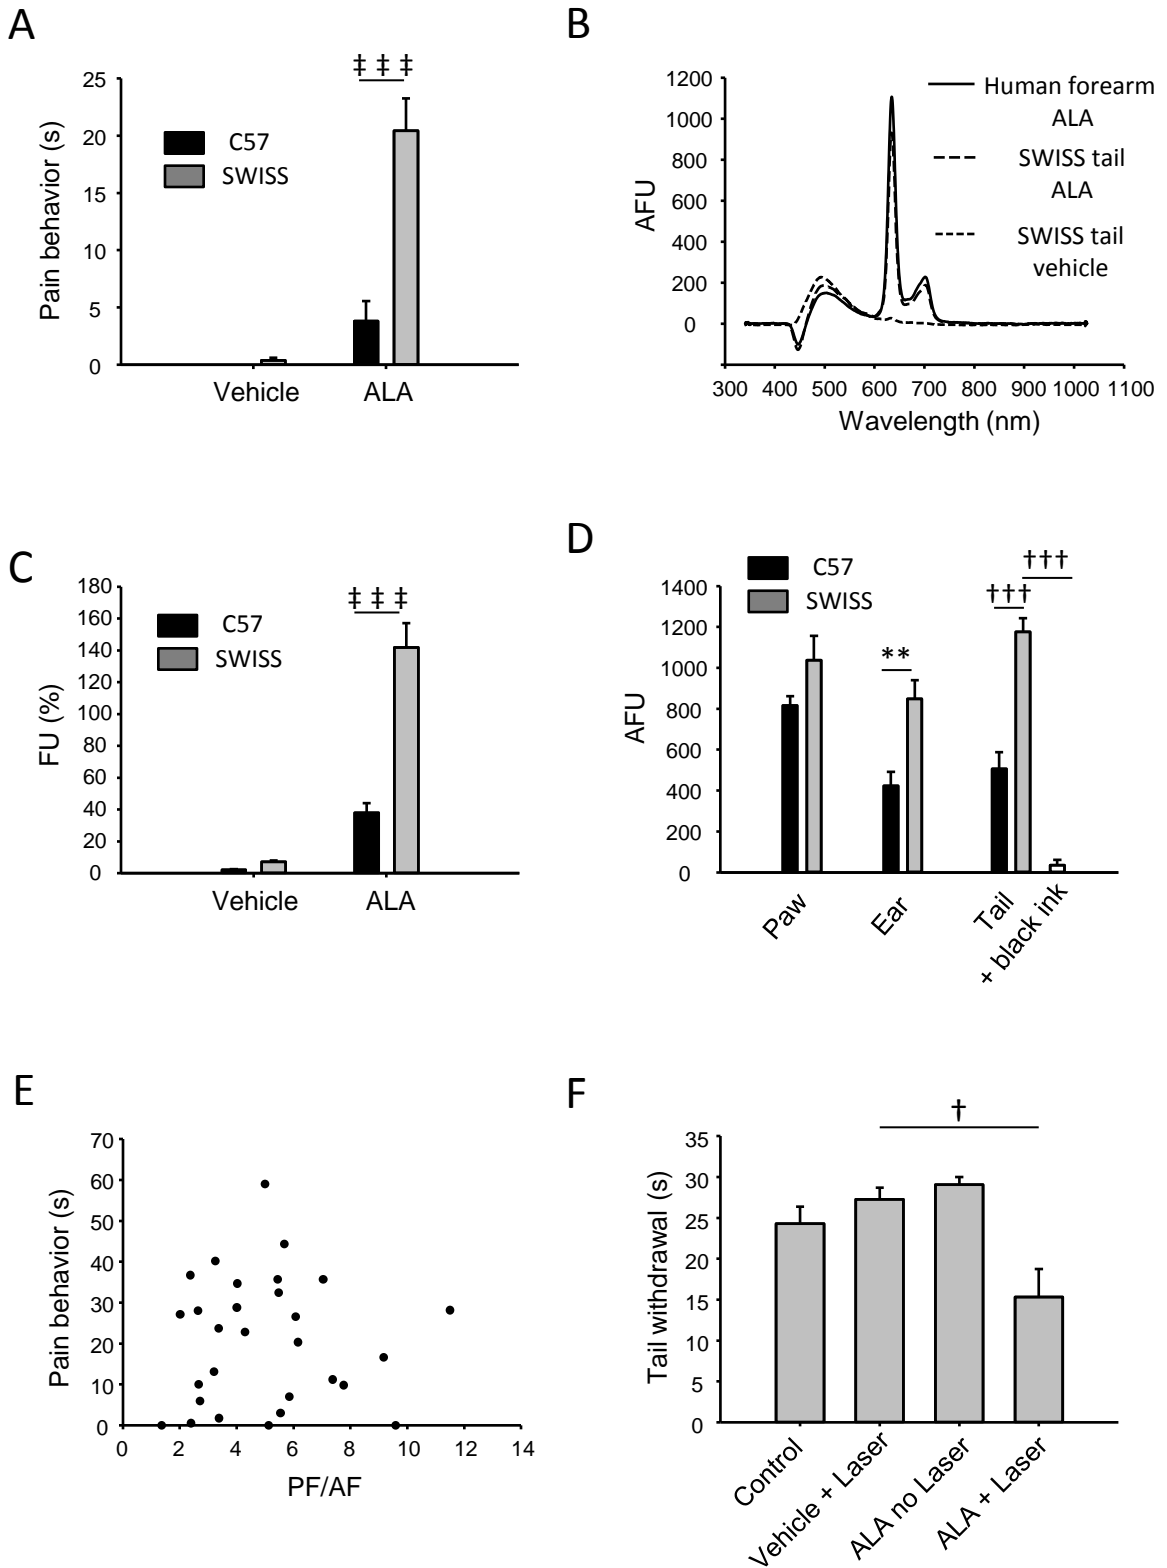 A
‡ ‡ ‡
25
20
15
10
5
0
Pain behavior (s)
C57
SWISS
Vehicle
ALA
B
1200
1000
800
600
400
200
0
AFU
Human forearm
ALA
SWISS tail
ALA
SWISS tail
vehicle
300 400 500 600 700 800 900 1000 1100
Wavelength (nm)
C
180
160
140
120
100
80
60
40
20
0
FU (%)
C57
SWISS
‡ ‡ ‡
Vehicle
ALA
D
C57
SWISS
†††
†††
**
1400
1200
1000
800
600
400
200
0
AFU
Paw
Ear
Tail
+ black ink
E
70
60
50
40
30
20
10
0
Pain behavior (s)
0 2 4 6 8 10 12 14
PF/AF
F
†
35
30
25
20
15
10
5
0
Tail withdrawal (s)
Control
Vehicle + Laser
ALA no Laser
ALA + Laser